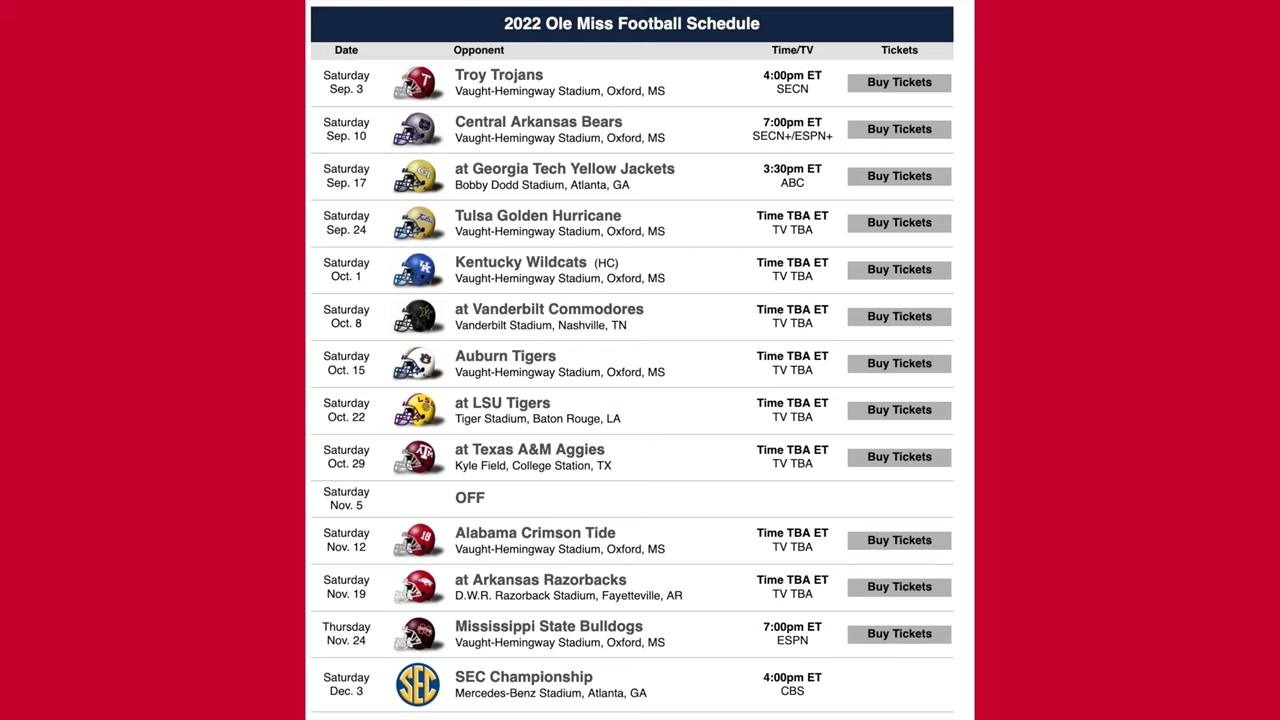 2022 Ole Miss Football Schedule
Date Opponent Time/TV Tickets
Saturday
Sep. 3
Troy Trojans
Vaught-Hemingway Stadium, Oxford, MS
4:00pm ET
SECN
Buy Tickets
Saturday
Sep. 10
Central Arkansas Bears
Vaught-Hemingway Stadium, Oxford, MS
7:00pm ET
SECN+/ESPN+
Buy Tickets
Saturday
Sep. 17
at Georgia Tech Yellow Jackets
Bobby Dodd Stadium, Atlanta, GA
3:30pm ET
ABC
Buy Tickets
Saturday
Sep. 24
Tulsa Golden Hurricane
Vaught-Hemingway Stadium, Oxford, MS
Time TBA ET
TV TBA
Buy Tickets
Saturday
Oct. 1
Kentucky Wildcats (HC)
Vaught-Hemingway Stadium, Oxford, MS
Time TBA ET
TV TBA
Buy Tickets
Saturday
Oct. 8
at Vanderbilt Commodores
Vanderbilt Stadium, Nashville, TN
Time TBA ET
TV TBA
Buy Tickets
Saturday
Oct. 15
Auburn Tigers
Vaught-Hemingway Stadium, Oxford, MS
Time TBA ET
TV TBA
Buy Tickets
Saturday
Oct. 22
at LSU Tigers
Tiger Stadium, Baton Rouge, LA
Time TBA ET
TV TBA
Buy Tickets
Saturday
Oct. 29
at Texas A&M Aggies
Kyle Field, College Station, TX
Time TBA ET
TV TBA
Buy Tickets
Saturday
Nov. 5
OFF
Saturday
Nov. 12
18
Alabama Crimson Tide
Vaught-Hemingway Stadium, Oxford, MS
Time TBA ET
TV TBA
Buy Tickets
Saturday
Nov. 19
at Arkansas Razorbacks
D.W.R. Razorback Stadium, Fayetteville, AR
Time TBA ET
TV TBA
Buy Tickets
Thursday
Nov. 24
Mississippi State Bulldogs
Vaught-Hemingway Stadium, Oxford, MS
7:00pm ET
ESPN
Buy Tickets
Saturday
Dec. 3
SEC
SEC Championship
Mercedes-Benz Stadium, Atlanta, GA
4:00pm ET
CBS